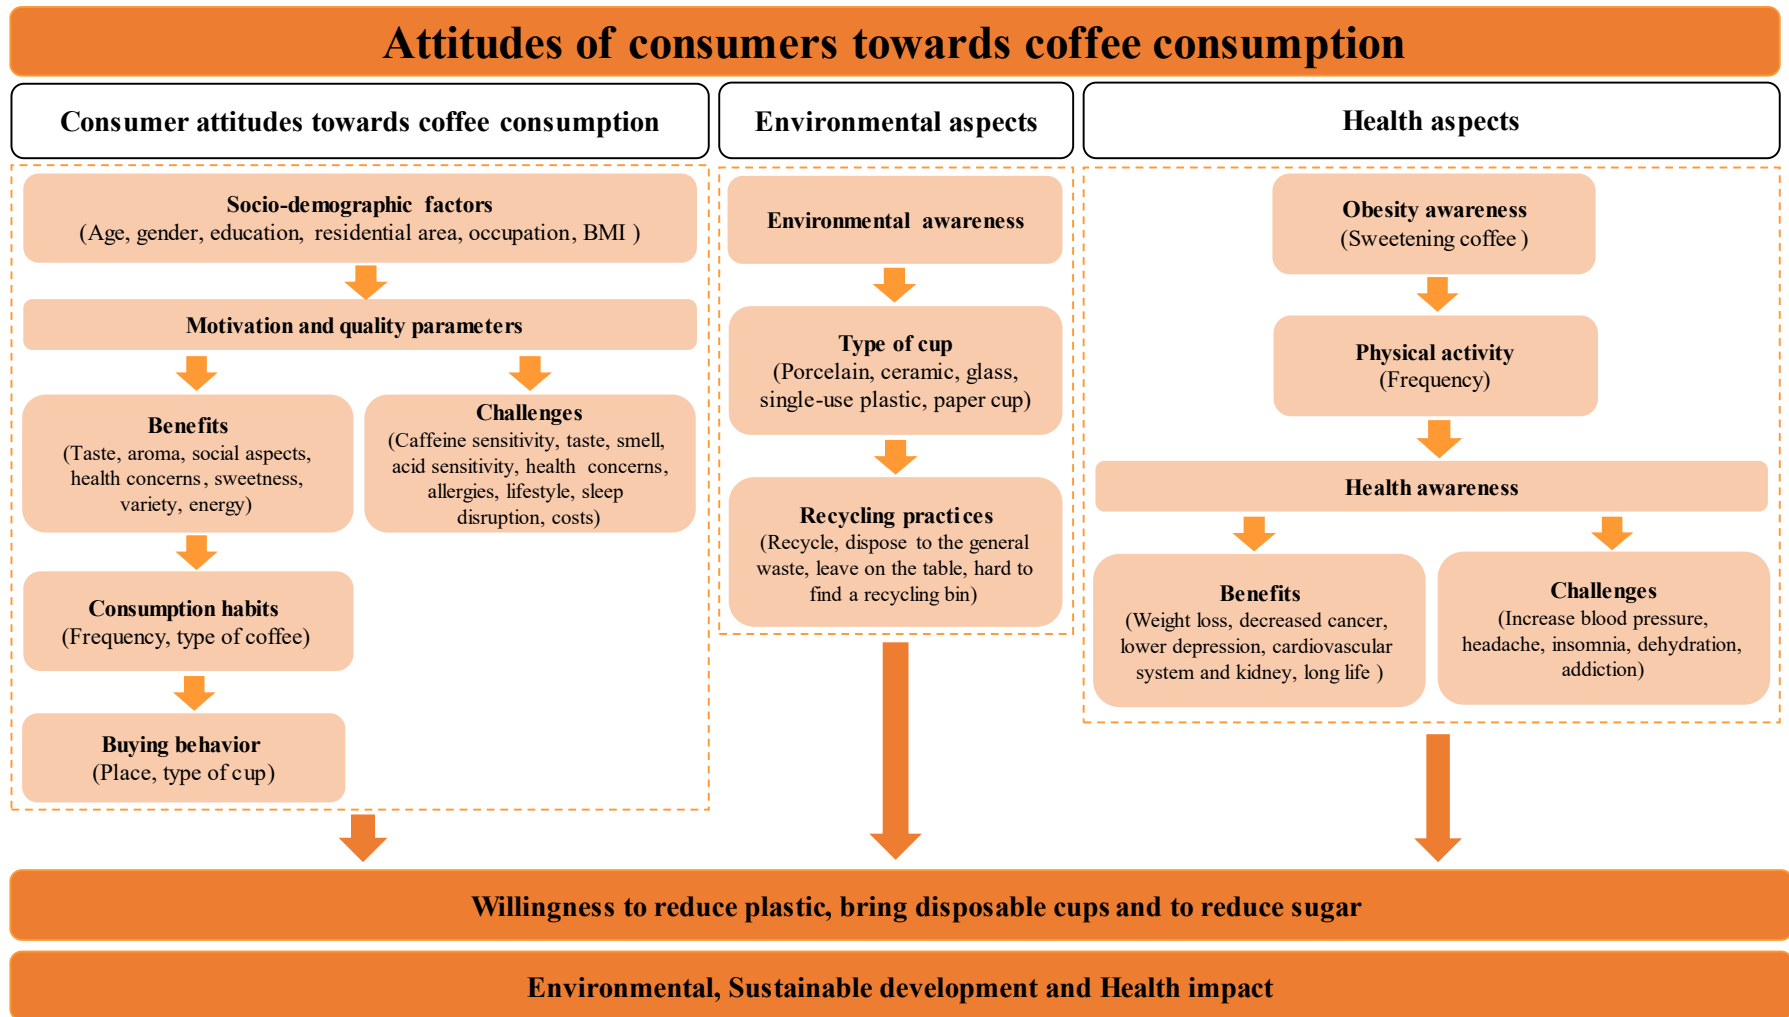 Attitudes of consumers towards coffee consumption
Consumer attitudes towards coffee consumption
Socio-demographic factors
(Age, gender, education, residential area, occupation, BMI )
Motivation and quality parameters
Benefits
(Taste, aroma, social aspects,
health concerns, sweetness,
variety, energy)
Challenges
(Caffeine sensitivity, taste, smell,
acid sensitivity, health concerns,
allergies, lifestyle, sleep
disruption, costs)
Consumption habits
(Frequency, type of coffee)
Buying behavior
(Place, type of cup)
Environmental aspects
Environmental awareness
Type of cup
(Porcelain, ceramic, glass,
single-use plastic, paper cup)
Recycling practices
(Recycle, dispose to the general
waste, leave on the table, hard to
find a recycling bin)
Health aspects
Obesity awareness
(Sweetening coffee )
Physical activity
(Frequency)
Health awareness
Benefits
(Weight loss, decreased cancer,
lower depression, cardiovascular
system and kidney, long life )
Challenges
(Increase blood pressure,
headache, insomnia, dehydration,
addiction)
Willingness to reduce plastic, bring disposable cups and to reduce sugar
Environmental, Sustainable development and Health impact